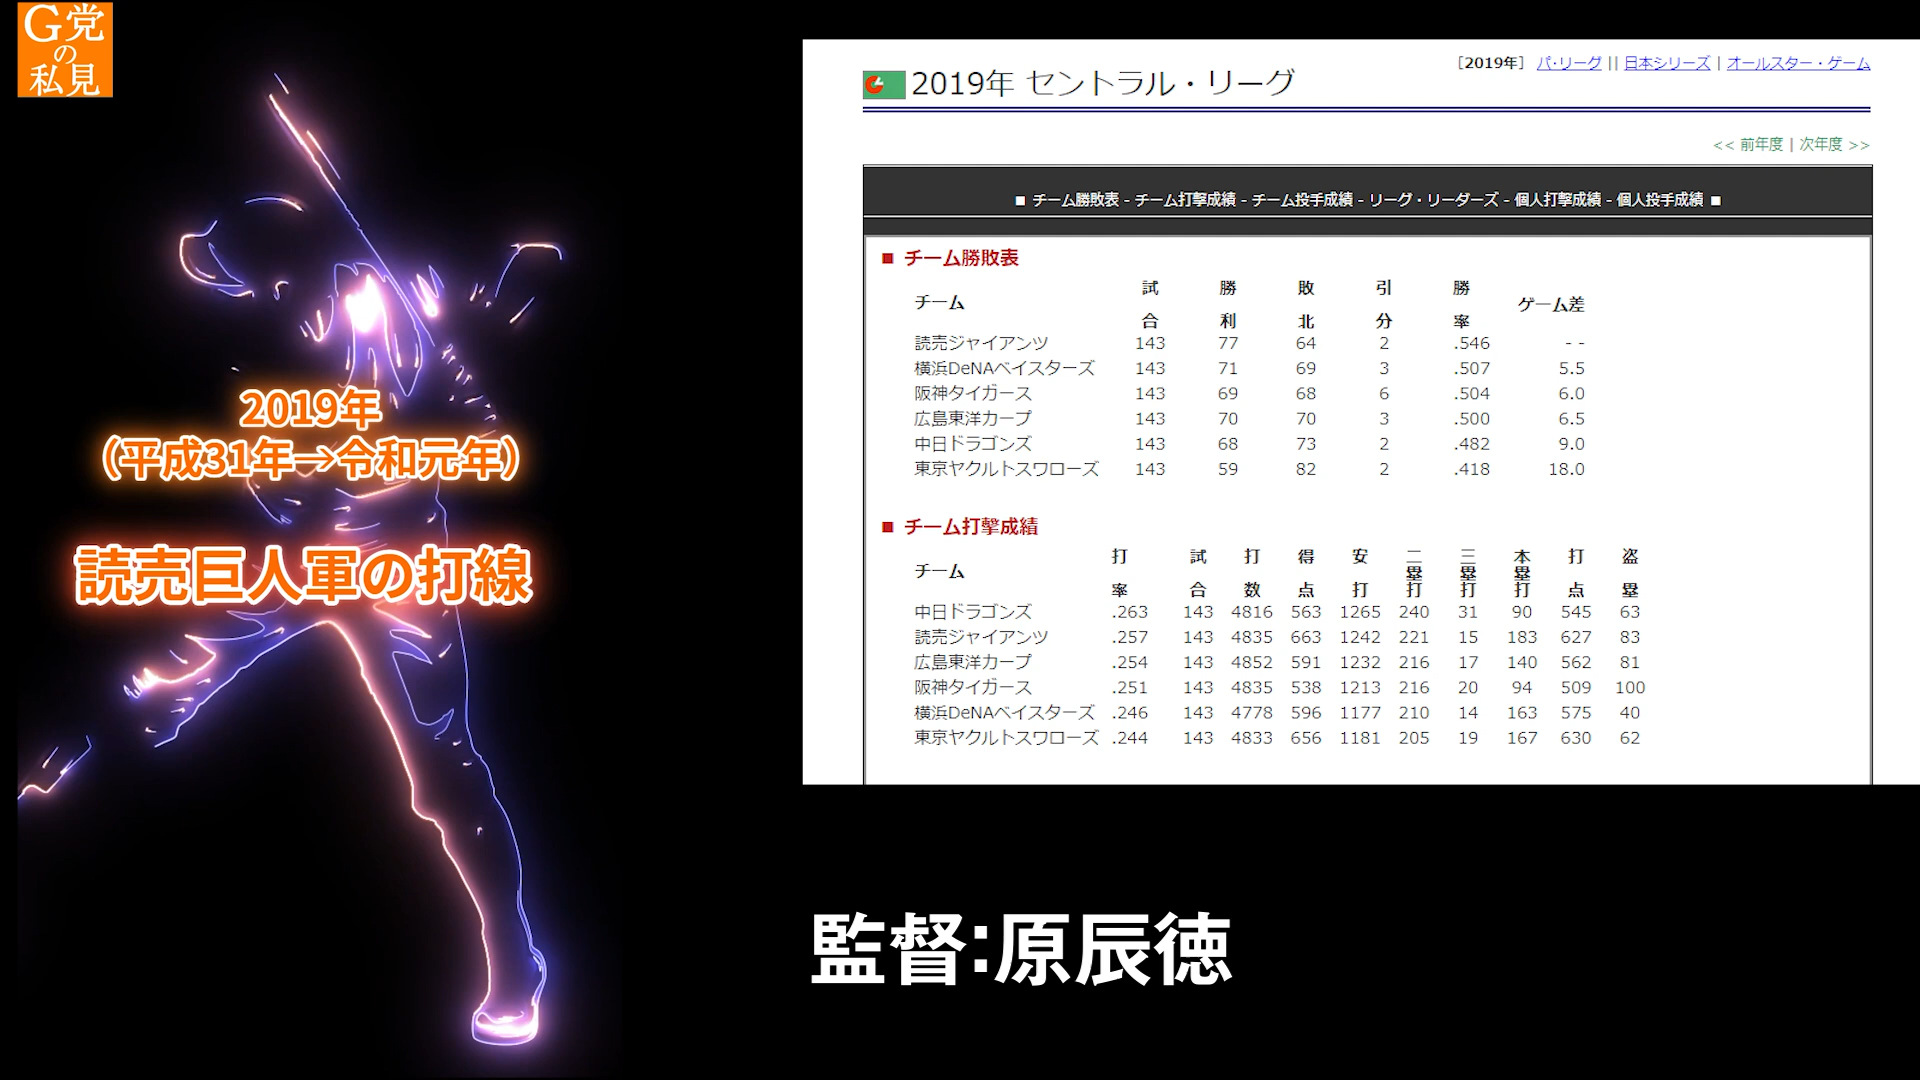 G党
の
私見
2019年
（平成31年→令和元年）
読売巨人軍の打線
[2019年] パ・リーグ || 日本シリーズ | オールスター・ゲーム
2019年 セントラル・リーグ
<< 前年度 | 次年度 >>
■ チーム勝敗表 - チーム打撃成績 - チーム投手成績 - リーグ・リーダーズ - 個人打撃成績 - 個人投手成績 ■
■ チーム勝敗表
チーム 試合 勝利 敗北 引分 勝率 ゲーム差
読売ジャイアンツ 143 77 64 2 .546 - -
横浜DeNAベイスターズ 143 71 69 3 .507 5.5
阪神タイガース 143 69 68 6 .504 6.0
広島東洋カープ 143 70 70 3 .500 6.5
中日ドラゴンズ 143 68 73 2 .482 9.0
東京ヤクルトスワローズ 143 59 82 2 .418 18.0
■ チーム打撃成績
チーム 打率 試合 打数 得点 安打 二塁打 三塁打 本塁打 打点 盗塁
中日ドラゴンズ .263 143 4816 563 1265 240 31 90 545 63
読売ジャイアンツ .257 143 4835 663 1242 221 15 183 627 83
広島東洋カープ .254 143 4852 591 1232 216 17 140 562 81
阪神タイガース .251 143 4835 538 1213 216 20 94 509 100
横浜DeNAベイスターズ .246 143 4778 596 1177 210 14 163 575 40
東京ヤクルトスワローズ .244 143 4833 656 1181 205 19 167 630 62
監督:原辰徳